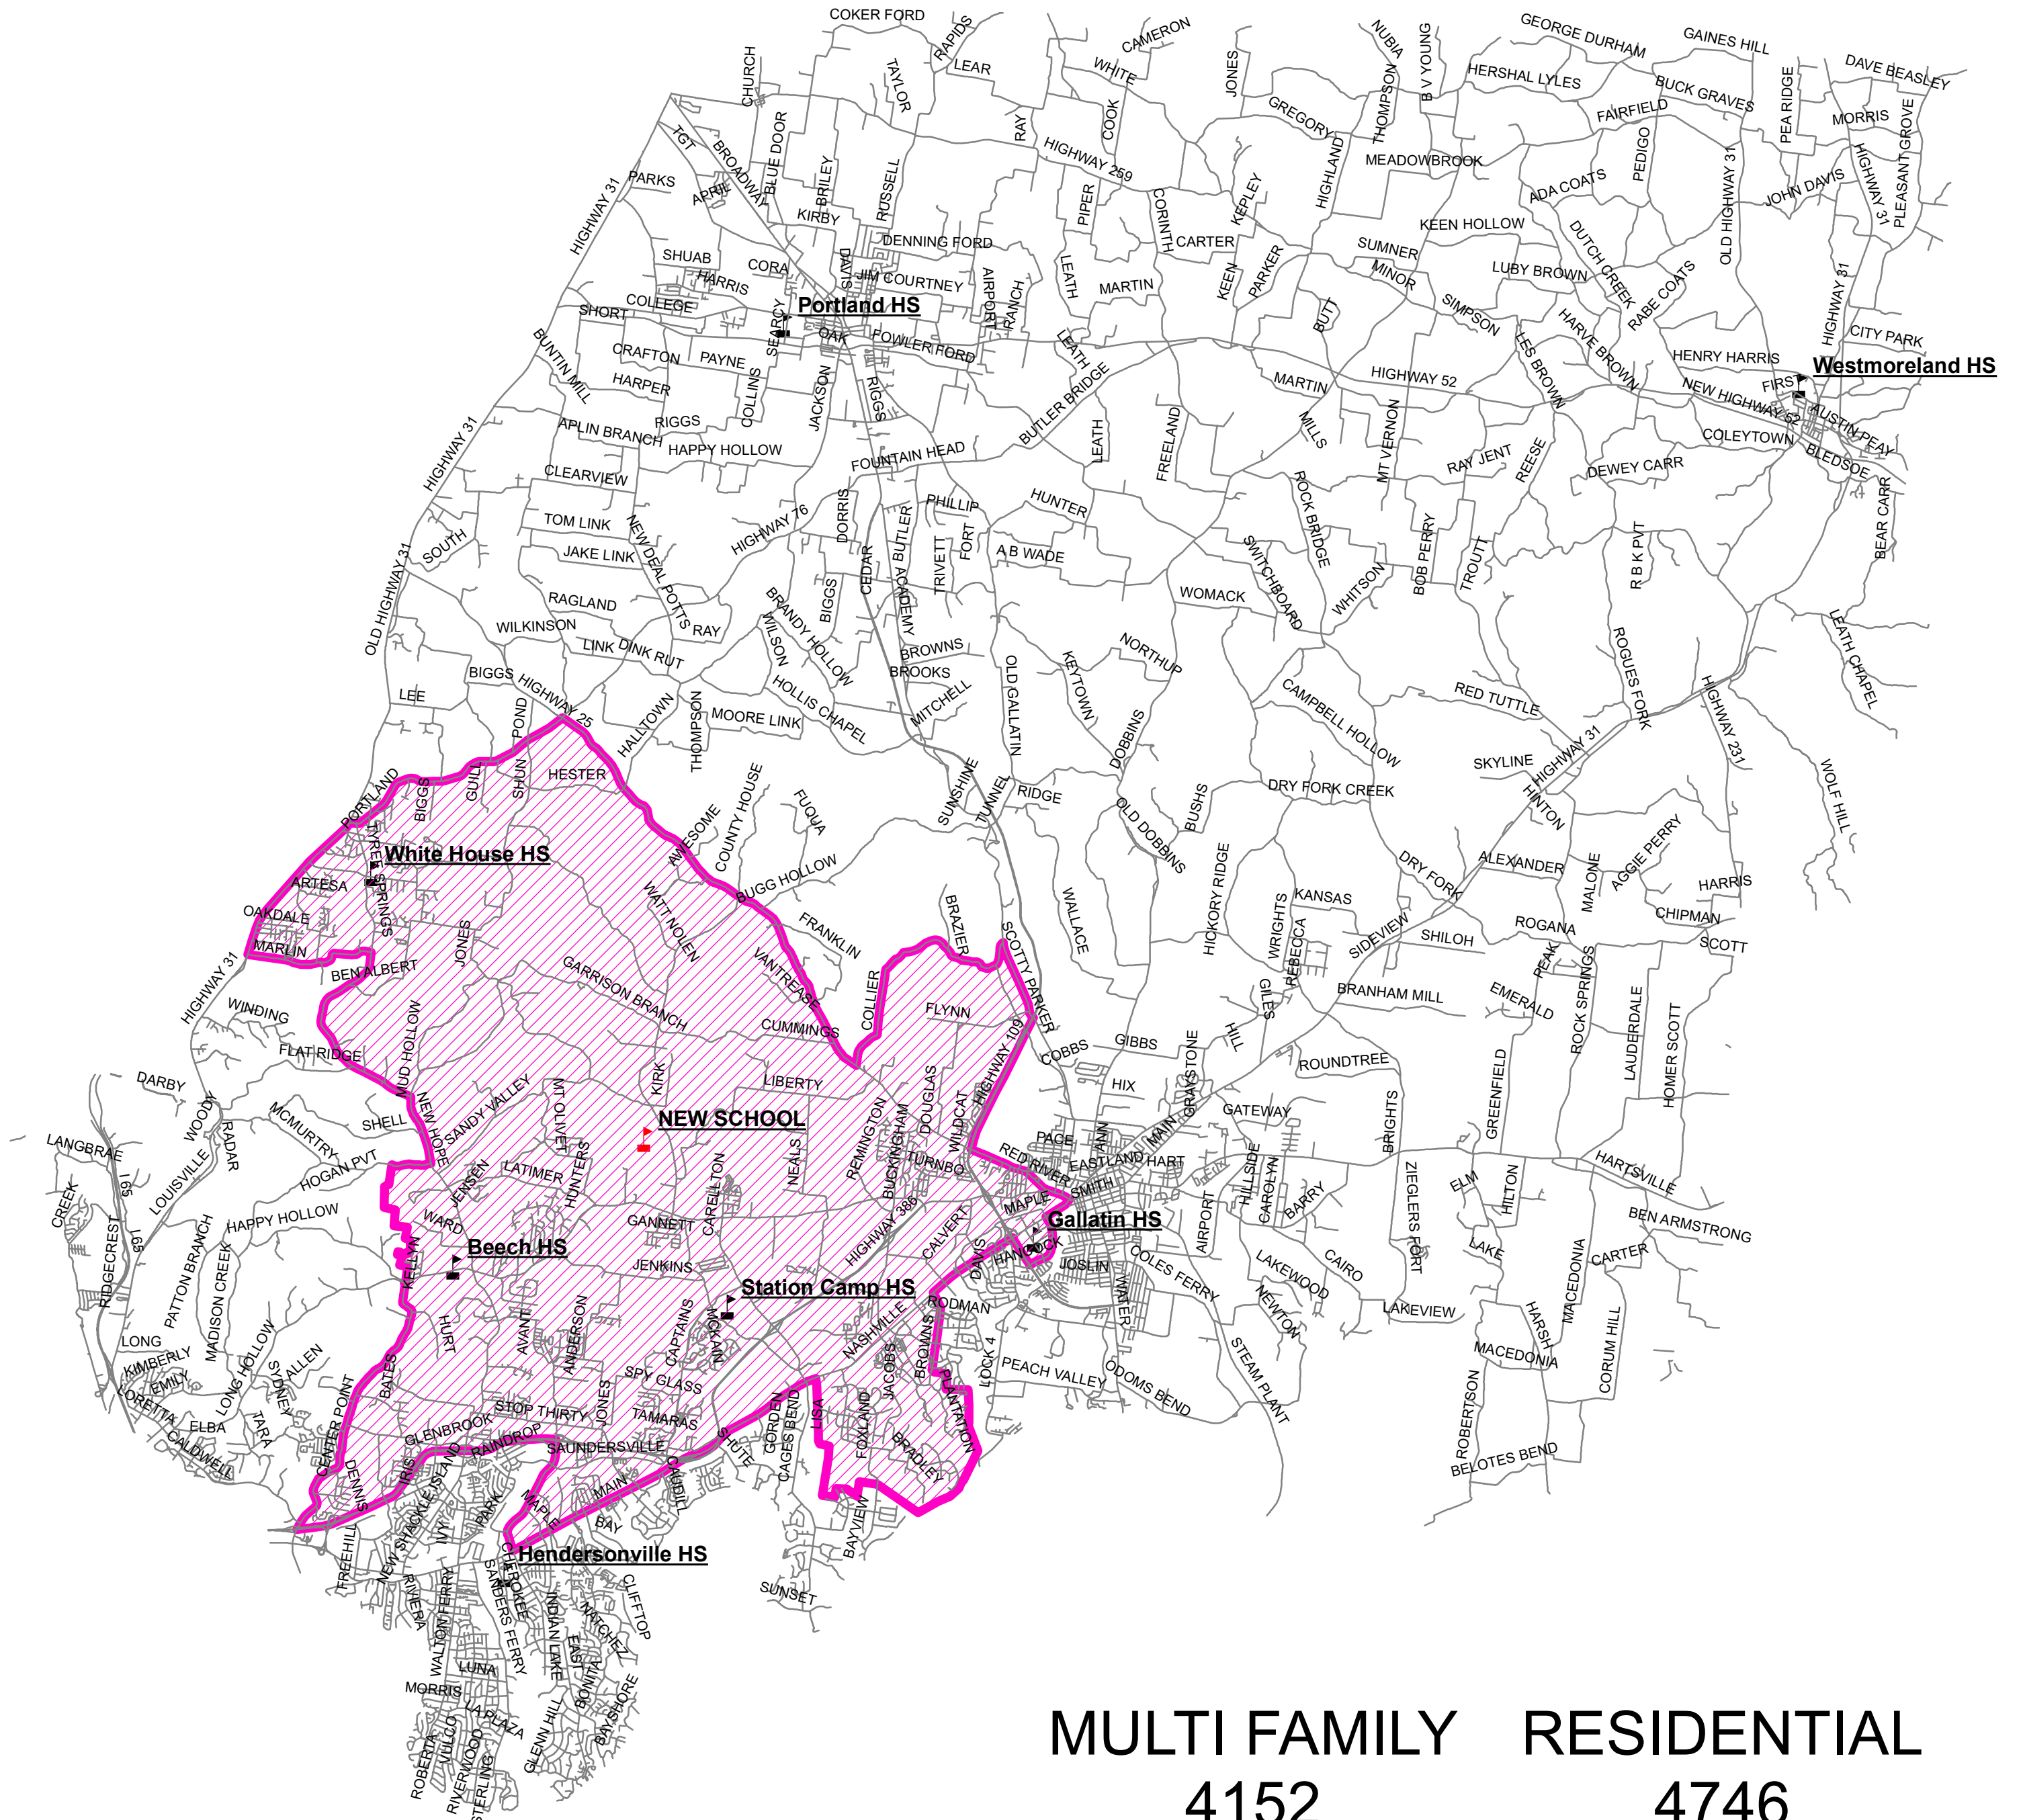 COKER FORD
RAPIDS
CAMERON
NUBIA
B V YOUNG
GEORGE DURHAM
GAINES HILL
CHURCH
TAYLOR
LEAR
WHITE
JONES
THOMPSON
HERSHAL LYLES
BUCK GRAVES
PEA RIDGE
DAVE BEASLEY
TGT
BROADWAY
BLUE DOOR
BRILEY
RUSSELL
RAY
COOK
GREGORY
FAIRFIELD
MORRIS
PLEASANT GROVE
HIGHWAY 31
PARKS
APRIL
KIRBY
HIGHWAY 259
PIPER
CORINTH
KEPLEY
HIGHLAND
MEADOWBROOK
ADA COATS
PEDIGO
OLD HIGHWAY 31
JOHN DAVIS
HIGHWAY 31
SHUAB
HARRIS
CORA
DAVIS
DENNING FORD
JIM COURTNEY
AIRPORT
RANCH
LEATH
MARTIN
CARTER
KEEN
PARKER
SUMNER
MINOR
KEEN HOLLOW
LUBY BROWN
DUTCH CREEK
RABE COATS
HIGHWAY 31
COLLEGE
SHORT
Portland HS
SEARCY
OAK
FOWLER FORD
LEATH
BUTT
SIMPSON
LES BROWN
HARVE BROWN
CITY PARK
BUNTIN MILL
CRAFTON
PAYNE
HARPER
COLLINS
JACKSON
RIGGS
BUTLER BRIDGE
MARTIN
HIGHWAY 52
HENRY HARRIS
FIRST
Westmoreland HS
NEW HIGHWAY 52
AUSTIN PEAY
HIGHWAY 31
APLIN BRANCH
RIGGS
HAPPY HOLLOW
FOUNTAIN HEAD
LEATH
FREELAND
MILLS
MT VERNON
RAY JENT
REESE
DEWEY CARR
COLEYTOWN
BLEDSOE
CLEARVIEW
TOM LINK
JAKE LINK
NEW DEAL POTTS
HIGHWAY 76
DORRIS
PHILLIP
HUNTER
ROCK BRIDGE
BEAR CARR
SOUTH
OLD HIGHWAY 31
CEDAR
BUTLER
ACADEMY
TRIVETT
FORT
A B WADE
SWITCHBOARD
WHITSON
BOB PERRY
TROUTT
R B K PVT
RAGLAND
WILKINSON
LINK
DINK RUT
RAY
WILSON
BRANDY HOLLOW
BIGGS
BROWNS
BROOKS
WOMACK
NORTHUP
ROGUES FORK
LEATH CHAPEL
LEE
BIGGS
HIGHWAY 25
HALLTOWN
THOMPSON
MOORE LINK
HOLLIS CHAPEL
MITCHELL
OLD GALLATIN
KEYTOWN
DOBBINS
CAMPBELL HOLLOW
RED TUTTLE
HIGHWAY 31
HIGHWAY 231
POND
SHUN
GUILL
HESTER
PORTLAND
BIGGS
AWESOME
COUNTY HOUSE
FUQUA
SUNSHINE
TUNNEL
RIDGE
OLD DOBBINS
BUSHS
DRY FORK CREEK
SKYLINE
HINTON
WOLF HILL
TYREE SPRINGS
White House HS
ARTESA
OAKDALE
MARLIN
WATT NOLEN
BUGG HOLLOW
FRANKLIN
BRAZIER
WALLACE
HICKORY RIDGE
KANSAS
WRIGHTS
REBECCA
DRY FORK
ALEXANDER
MALONE
AGGIE PERRY
HARRIS
CHIPMAN
SCOTT
HIGHWAY 31
BEN ALBERT
JONES
GARRISON BRANCH
VANTREASE
COLLIER
SCOTTY PARKER
SIDEVIEW
SHILOH
ROGANA
PEAK
ROCK SPRINGS
WINDING
FLAT RIDGE
MUD HOLLOW
CUMMINGS
FLYNN
HIGHWAY 109
COBBS
GIBBS
GILES
HILL
BRANHAM MILL
EMERALD
LAUDERDALE
HOMER SCOTT
DARBY
WOODY
RADAR
MCMURTRY
SHELL
NEW HOPE
SANDY VALLEY
MT OLIVET
KIRK
LIBERTY
DOUGLAS
WILDCAT
HIX
GRAYSTONE
ROUNDTREE
GREENFIELD
LANGBRAE
NEW SCHOOL
REMINGTON
BUCKINGHAM
PACE
ANN
MAIN
GATEWAY
BRIGHTS
CREEK
65
I65
LOUISVILLE
HOGAN PVT
JENSEN
LATIMER
HUNTERS
NEALS
TURNBO
RED RIVER
EASTLAND
HART
SMITH
HILLSIDE
CAROLYN
BARRY
ZIEGLERS FORT
ELM
HILTON
HARTSVILLE
RIDGECREST
PATTON BRANCH
MADISON CREEK
HAPPY HOLLOW
WARD
GANNETT
CARELLTON
HIGHWAY 386
CALVERT
MAPLE
Gallatin HS
AIRPORT
BEN ARMSTRONG
KELLYN
Beech HS
JENKINS
DAVIS
HANCOCK
JOSLIN
COLES FERRY
LAKEWOOD
CAIRO
LAKE
CARTER
Station Camp HS
RODMAN
WATER
NEWTON
LAKEVIEW
MACEDONIA
LONG
KIMBERLY
EMILY
LORETTA
LONG HOLLOW
SYDNEY
ALLEN
HURT
AVANT
ANDERSON
CAPTAINS
MCKAIN
NASHVILLE
BROWNS
LOCK 4
PEACH VALLEY
ODOMS BEND
STEAM PLANT
MACEDONIA
HARSH
CORUM HILL
ELBA
CALDWELL
TARA
BATES
CENTER POINT
SPY GLASS
STOP THIRTY
JONES
TAMARAS
GORDEN
CAGES BEND
LISA
JACOBS
FOXLAND
PLANTATION
ROBERTSON
GLENBROOK
RAINDROP
SAUNDERSVILLE
SHUTE
BRADLEY
BELOTES BEND
DENNIS
IRIS
NEW SHACKLE ISLAND
IVY
PARK
MAPLE
MAIN
BAY
CAUDILL
BAYVIEW
FREEHILL
RIVIERA
WALTON FERRY
SANDERS FERRY
CHEROKEE
Hendersonville HS
INDIAN LAKE
EAST
NATCHEZ
CLIFFTOP
SUNSET
LUNA
MORRIS
LA PLAZA
BONITA
BAYSHORE
GLENN HILL
ROBERTA
VULCO
RIVERWOOD
STERLING
MULTI FAMILY RESIDENTIAL
4152 4746